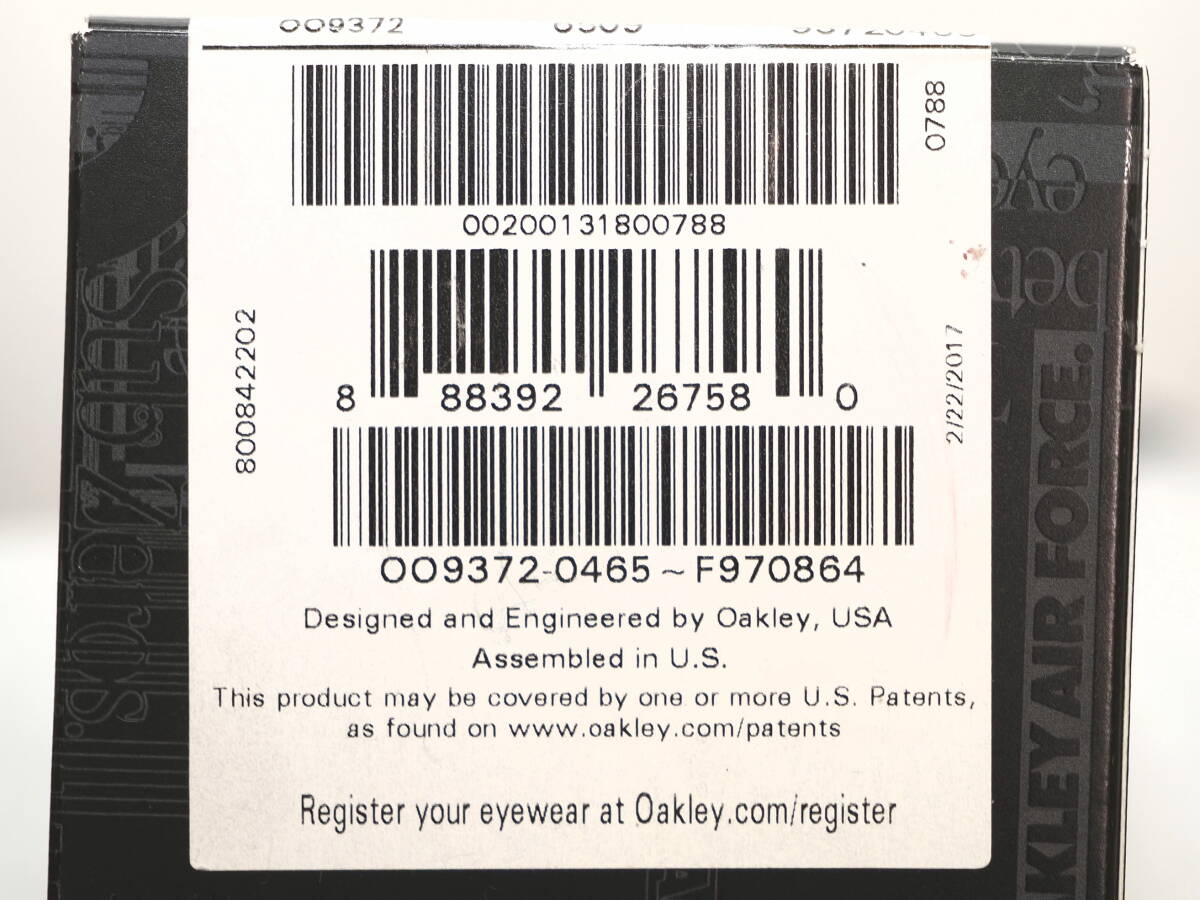 OO9372
0788
00200131800788
800842202
2/22/2017
8 88392 26758 0
OO9372-0465 ~ F970864
Designed and Engineered by Oakley, USA
Assembled in U.S.
This product may be covered by one or more U.S. Patents,
as found on www.oakley.com/patents
Register your eyewear at Oakley.com/register
KLEY AIR FORCE.